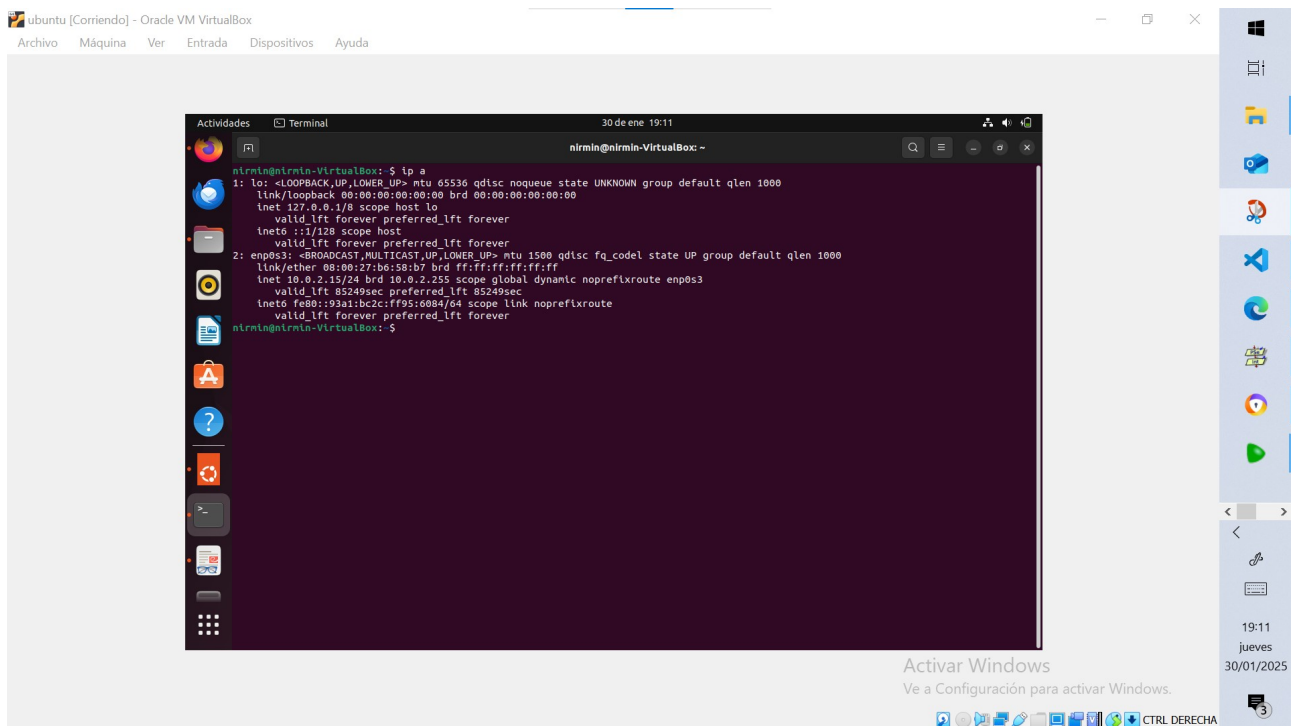 ubuntu [Corriendo] - Oracle VM VirtualBox
Archivo Máquina Ver Entrada Dispositivos Ayuda
Actividades Terminal 30 de ene 19:11
nirmin@nirmin-VirtualBox: ~
nirmin@nirmin-VirtualBox:~$ ip a
1: lo: <LOOPBACK,UP,LOWER_UP> mtu 65536 qdisc noqueue state UNKNOWN group default qlen 1000
link/loopback 00:00:00:00:00:00 brd 00:00:00:00:00:00
inet 127.0.0.1/8 scope host lo
valid_lft forever preferred_lft forever
inet6 ::1/128 scope host
valid_lft forever preferred_lft forever
2: enp0s3: <BROADCAST,MULTICAST,UP,LOWER_UP> mtu 1500 qdisc fq_codel state UP group default qlen 1000
link/ether 08:00:27:b6:58:b7 brd ff:ff:ff:ff:ff:ff
inet 10.0.2.15/24 brd 10.0.2.255 scope global dynamic noprefixroute enp0s3
valid_lft 85249sec preferred_lft 85249sec
inet6 fe80::93a1:bc2c:ff95:6084/64 scope link noprefixroute
valid_lft forever preferred_lft forever
nirmin@nirmin-VirtualBox:~$
Activar Windows
Ve a Configuración para activar Windows.
CTRL DERECHA
19:11
jueves
30/01/2025
3